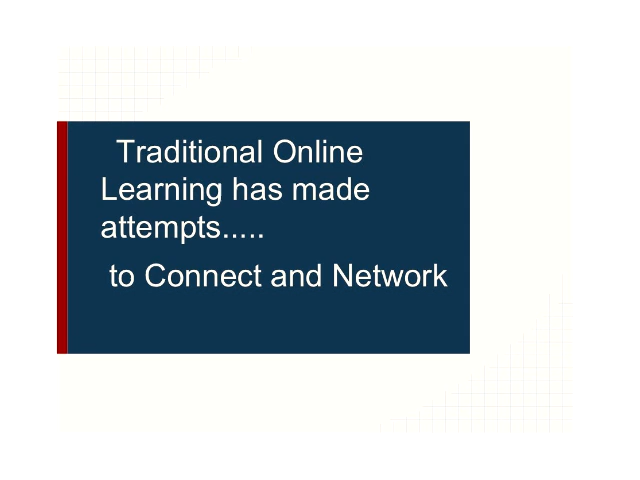 Traditional Online
Learning has made
attempts.....
to Connect and Network